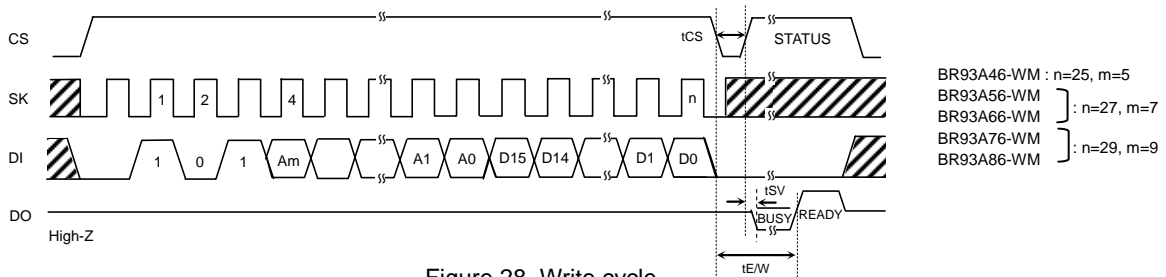 CS
tCS
STATUS
SK
1 2 4 n
DI
1 0 1 Am A1 A0 D15 D14 D1 D0
tSV
DO
BUSY READY
High-Z
tE/W
Figure 28. Write cycle
BR93A46-WM : n=25, m=5
BR93A56-WM
BR93A66-WM : n=27, m=7
BR93A76-WM
BR93A86-WM : n=29, m=9